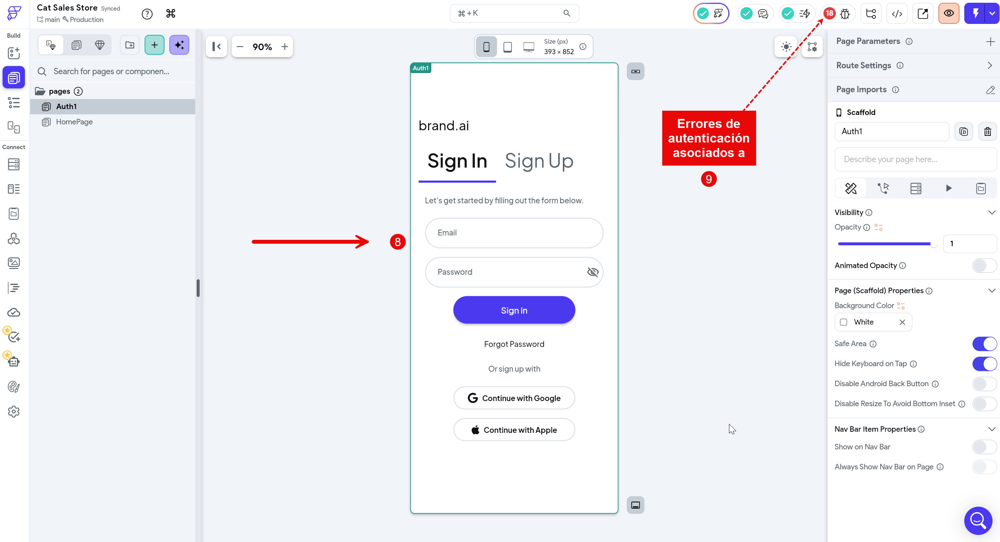 Cat Sales Store Synced
main Production
?
⌘
⌘ + K
18
Build
Connect
90%
Size (px)
393 × 852
Search for pages or componen...
pages 2
Auth1
HomePage
Auth1
brand.ai
Sign In Sign Up
Let's get started by filling out the form below.
Email
Password
Sign In
Forgot Password
Or sign up with
Continue with Google
Continue with Apple
8
Errores de
autenticación
asociados a
9
Page Parameters
Route Settings
Page Imports
Scaffold
Auth1
Describe your page here...
Visibility
Opacity
1
Animated Opacity
Page (Scaffold) Properties
Background Color
White
Safe Area
Hide Keyboard on Tap
Disable Android Back Button
Disable Resize To Avoid Bottom Inset
Nav Bar Item Properties
Show on Nav Bar
Always Show Nav Bar on Page